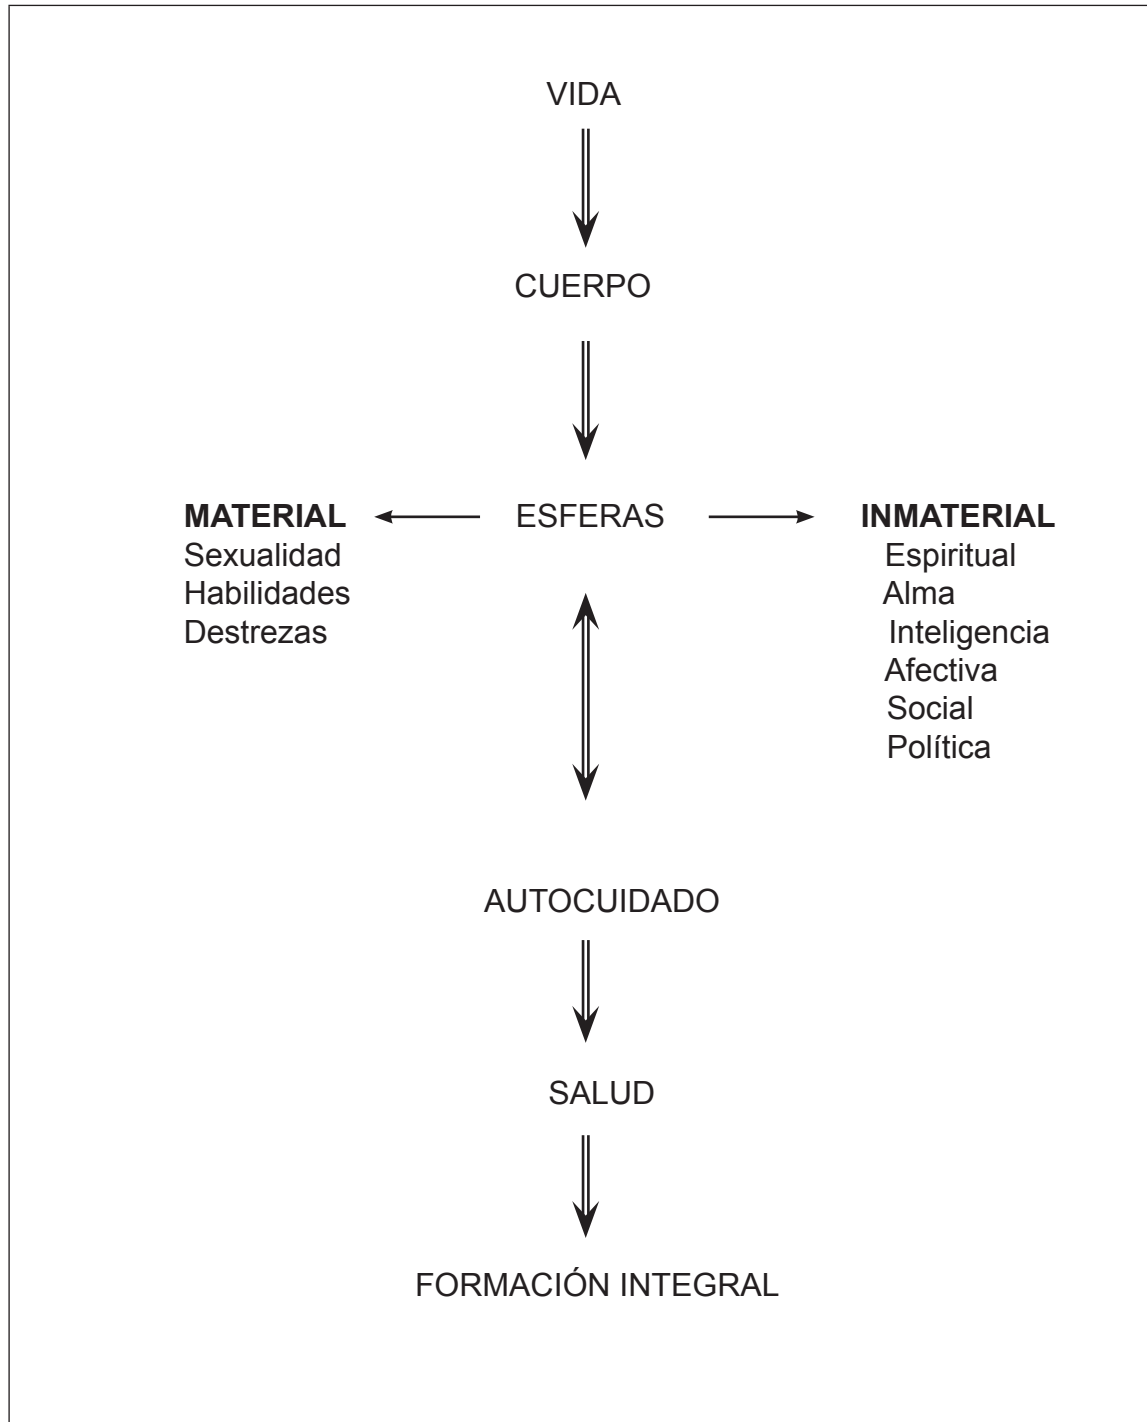 VIDA
CUERPO
MATERIAL
Sexualidad
Habilidades
Destrezas
ESFERAS
INMATERIAL
Espiritual
Alma
Inteligencia
Afectiva
Social
Política
AUTOCUIDADO
SALUD
FORMACIÓN INTEGRAL